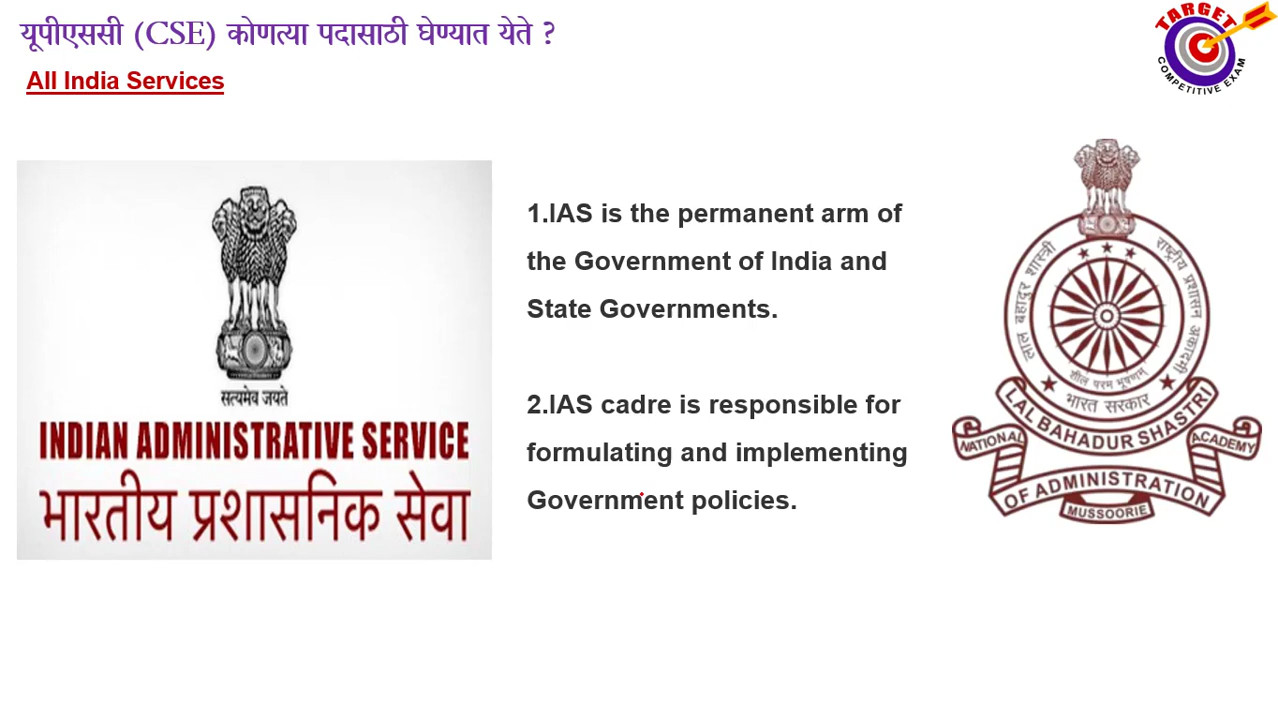 यूपीएससी (CSE) कोणत्या पदासाठी घेण्यात येते ?
All India Services
TARGET
COMPETITIVE EXAM
सत्यमेव जयते
INDIAN ADMINISTRATIVE SERVICE
भारतीय प्रशासनिक सेवा
1.IAS is the permanent arm of
the Government of India and
State Governments.
2.IAS cadre is responsible for
formulating and implementing
Government policies.
लाल बहादुर शास्त्री
राष्ट्रीय प्रशासन अकादमी
शीलं परम भूषणम्
भारत सरकार
LAL BAHADUR SHASTRI
NATIONAL
ACADEMY
OF ADMINISTRATION
MUSSOORIE